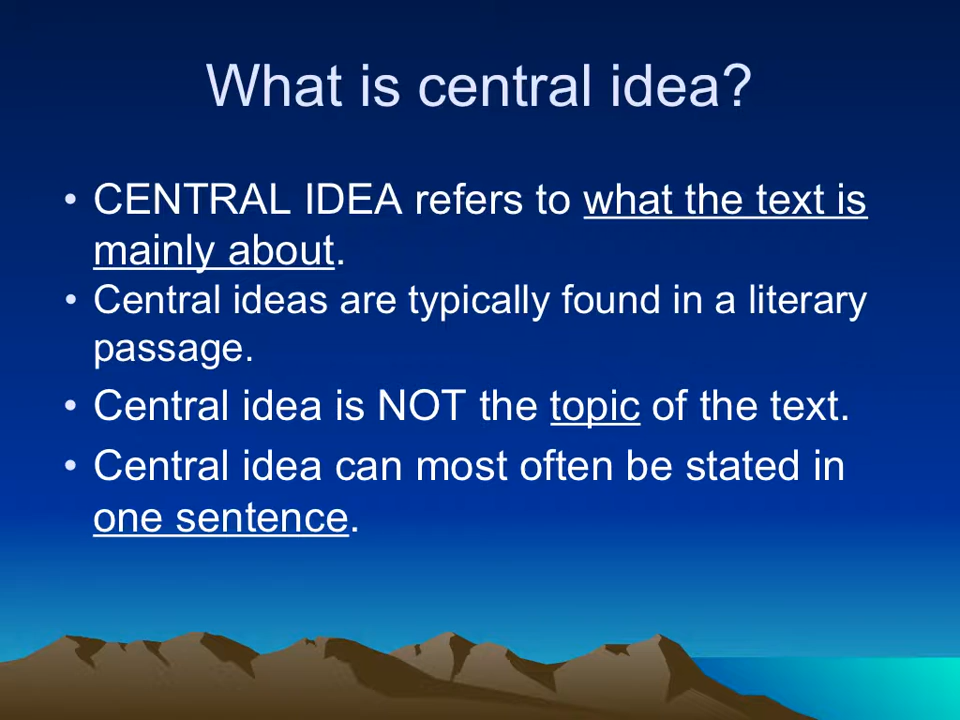 What is central idea?
• CENTRAL IDEA refers to what the text is
mainly about.
• Central ideas are typically found in a literary
passage.
• Central idea is NOT the topic of the text.
• Central idea can most often be stated in
one sentence.